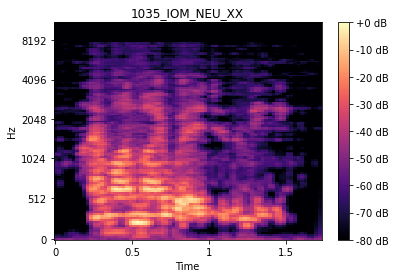 1035_IOM_NEU_XX
+0 dB
8192
-10 dB
4096
-20 dB
-30 dB
2048
Hz
-40 dB
1024
-50 dB
512
-60 dB
-70 dB
0
-80 dB
0
0.5
1
1.5
Time